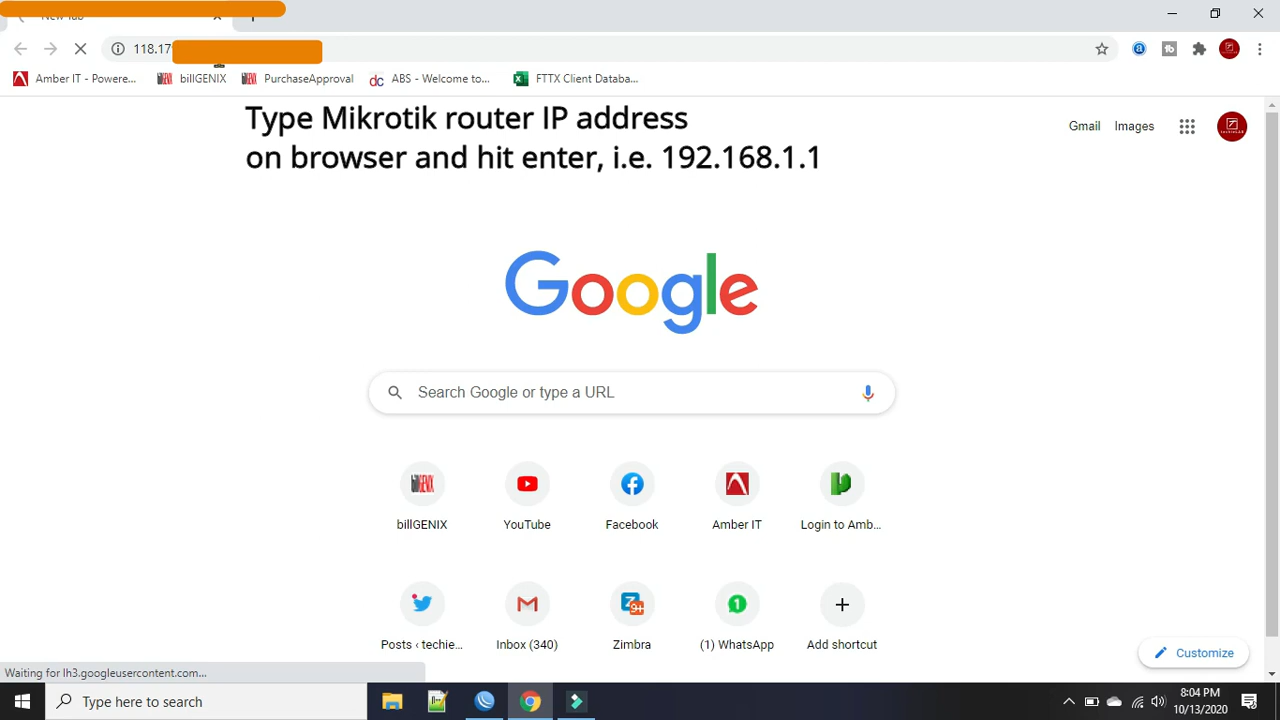 New Tab
118.17
Amber IT - Powere...
billGENIX
PurchaseApproval
ABS - Welcome to...
FTTX Client Databa...
Type Mikrotik router IP address
on browser and hit enter, i.e. 192.168.1.1
Gmail
Images
Google
Search Google or type a URL
billGENIX
YouTube
Facebook
Amber IT
Login to Amb...
Posts ‹ techie...
Inbox (340)
Zimbra
(1) WhatsApp
Add shortcut
Customize
Waiting for lh3.googleusercontent.com...
Type here to search
8:04 PM
10/13/2020